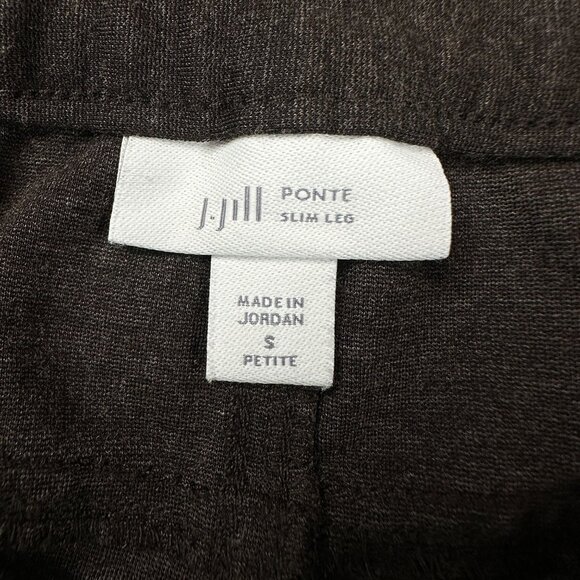 J.Jill PONTE
SLIM LEG
MADE IN
JORDAN
S
PETITE